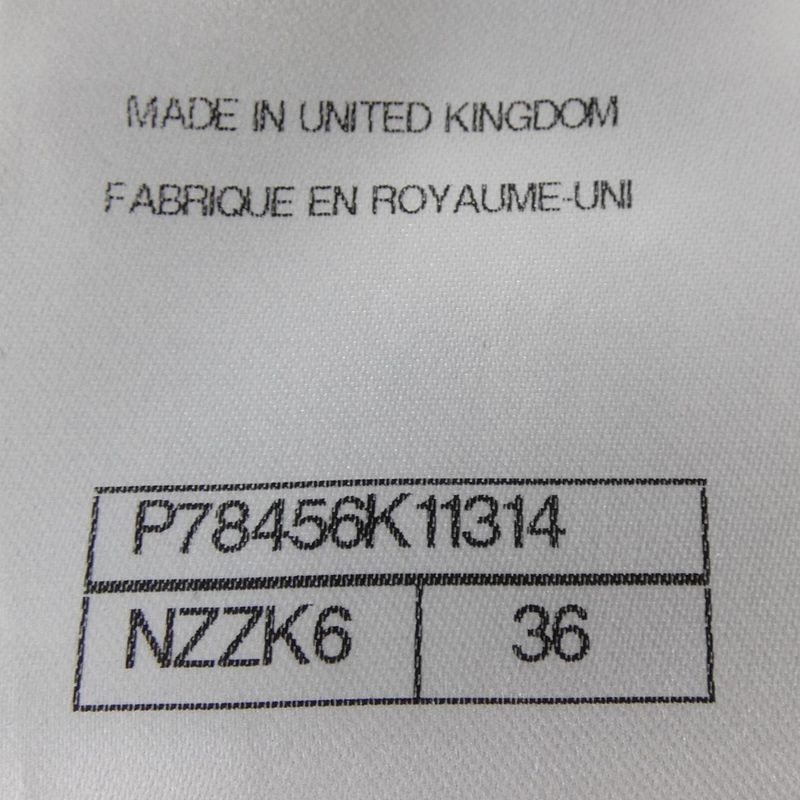 MADE IN UNITED KINGDOM
FABRIQUE EN ROYAUME-UNI
P78456K11314
NZZK6 36